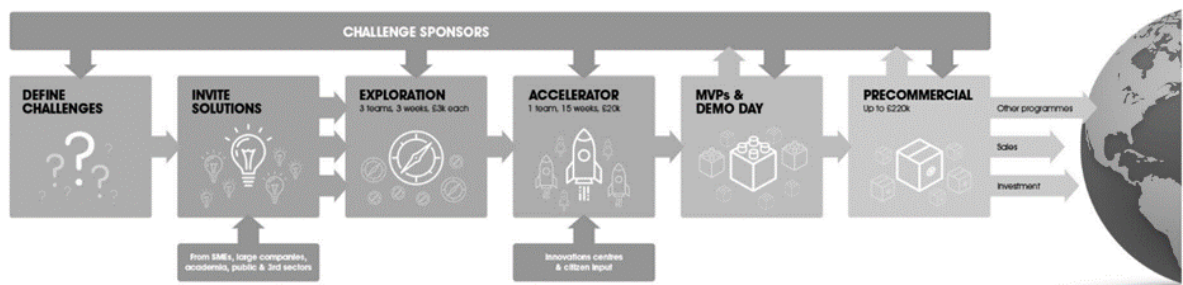 CHALLENGE SPONSORS
DEFINE
CHALLENGES
INVITE
SOLUTIONS
EXPLORATION
3 teams, 3 weeks, £3k each
ACCELERATOR
1 team, 15 weeks, £20k
MVPs &
DEMO DAY
PRECOMMERCIAL
Up to £220k
Other programmes
Sales
Investment
From SMEs, large companies,
academia, public & 3rd sectors
Innovations centres
& citizen input